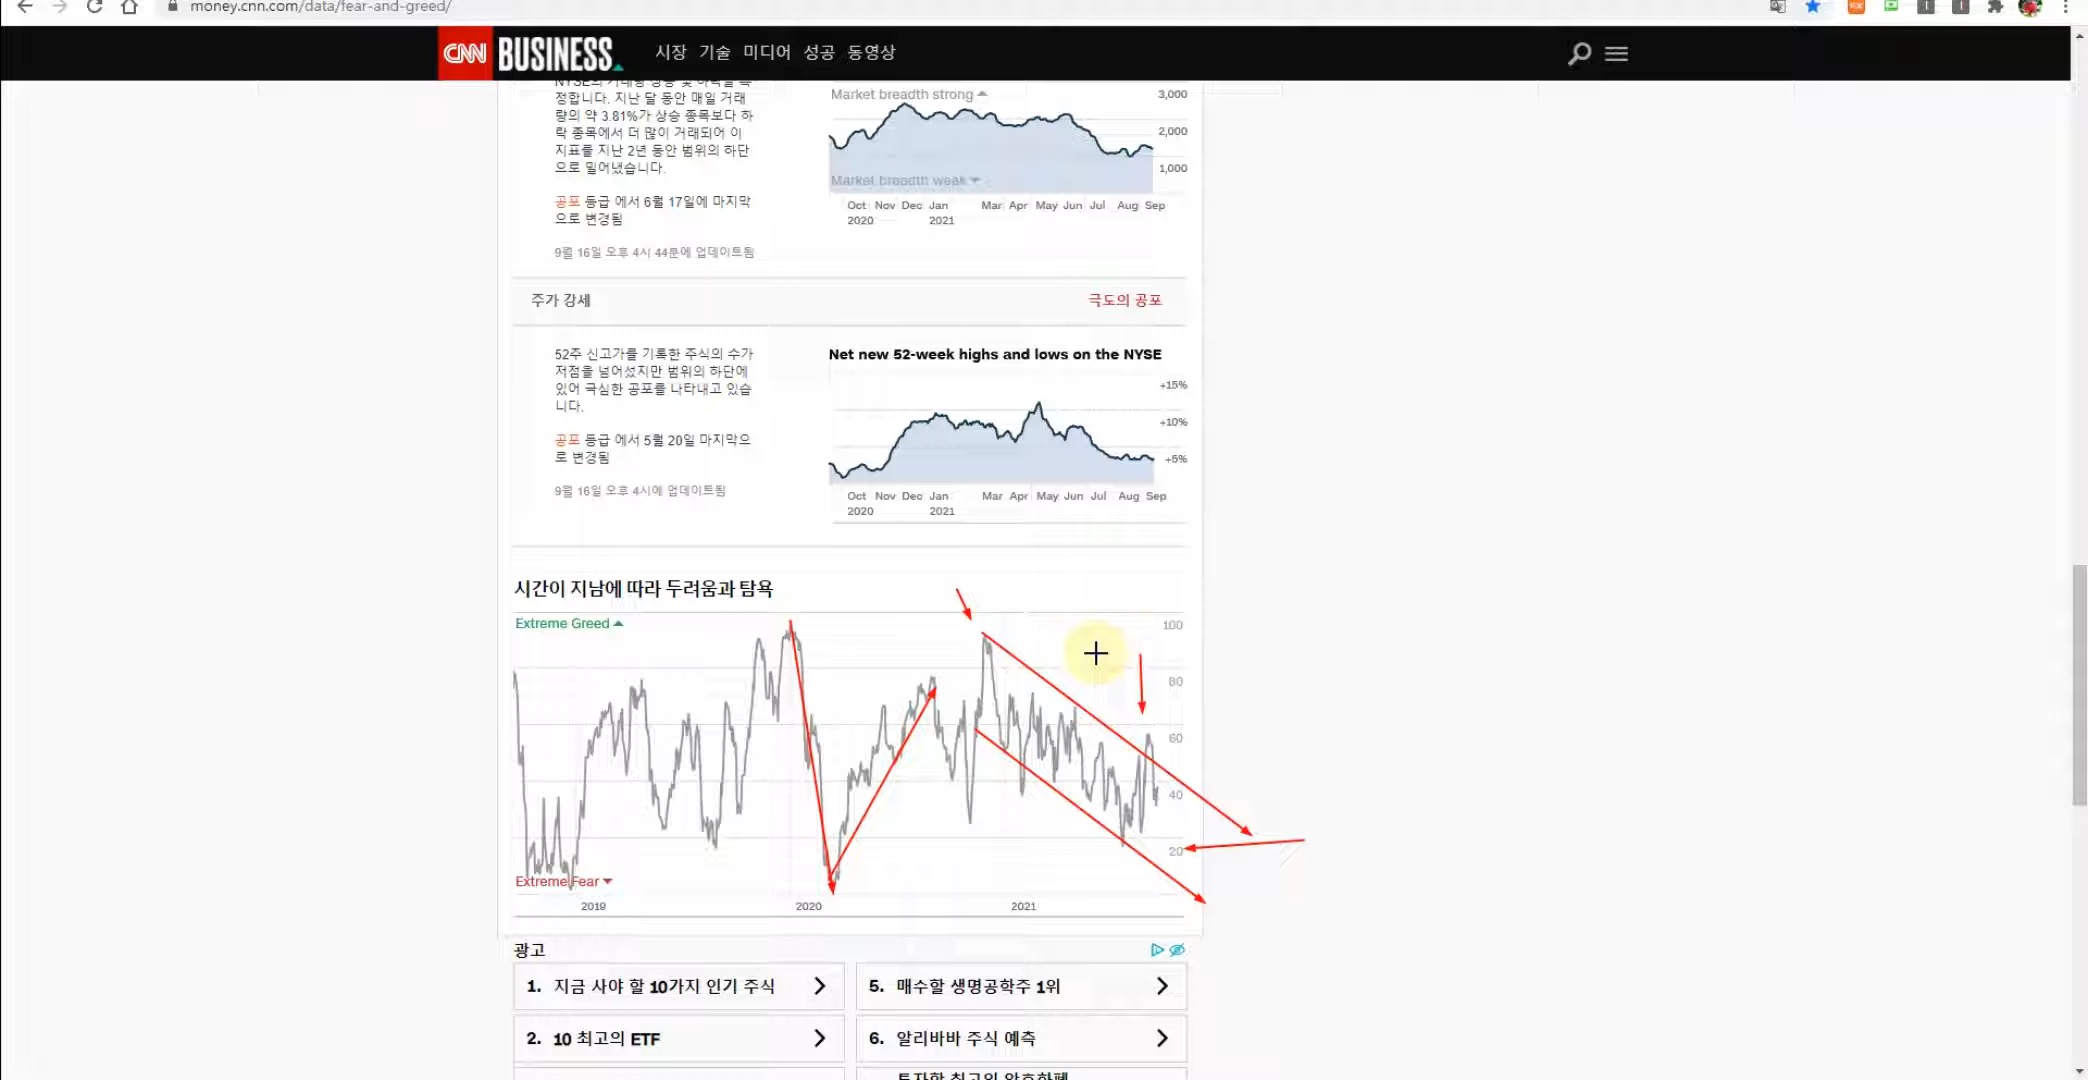 money.cnn.com/data/fear-and-greed/
CNN BUSINESS
시장 기술 미디어 성공 동영상
정합니다. 지난 달 동안 매일 거래
량의 약 3.81%가 상승 종목보다 하
락 종목에서 더 많이 거래되어 이
지표를 지난 2년 동안 범위의 하단
으로 밀어냈습니다.
공포 등급 에서 6월 17일에 마지막
으로 변경됨
9월 16일 오후 4시 44분에 업데이트됨
Market breadth strong
3,000
2,000
1,000
Market breadth weak
Oct Nov Dec Jan Mar Apr May Jun Jul Aug Sep
2020 2021
주가 강세
극도의 공포
52주 신고가를 기록한 주식의 수가
저점을 넘어섰지만 범위의 하단에
있어 극심한 공포를 나타내고 있습
니다.
공포 등급 에서 5월 20일 마지막으
로 변경됨
9월 16일 오후 4시에 업데이트됨
Net new 52-week highs and lows on the NYSE
+15%
+10%
+5%
Oct Nov Dec Jan Mar Apr May Jun Jul Aug Sep
2020 2021
시간이 지남에 따라 두려움과 탐욕
Extreme Greed
100
80
60
40
20
Extreme Fear
2019 2020 2021
광고
1. 지금 사야 할 10가지 인기 주식
5. 매수할 생명공학주 1위
2. 10 최고의 ETF
6. 알리바바 주식 예측